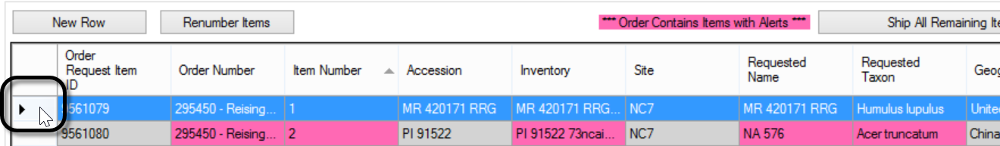 New Row Renumber Items *** Order Contains Items with Alerts *** Ship All Remaining Ite
Order Request Item ID Order Number Item Number Accession Inventory Site Requested Name Requested Taxon Geog
9561079 295450 - Reising... 1 MR 420171 RRG MR 420171 RRG... NC7 MR 420171 RRG Humulus lupulus United
9561080 295450 - Reising... 2 PI 91522 PI 91522 73ncai... NC7 NA 576 Acer truncatum China